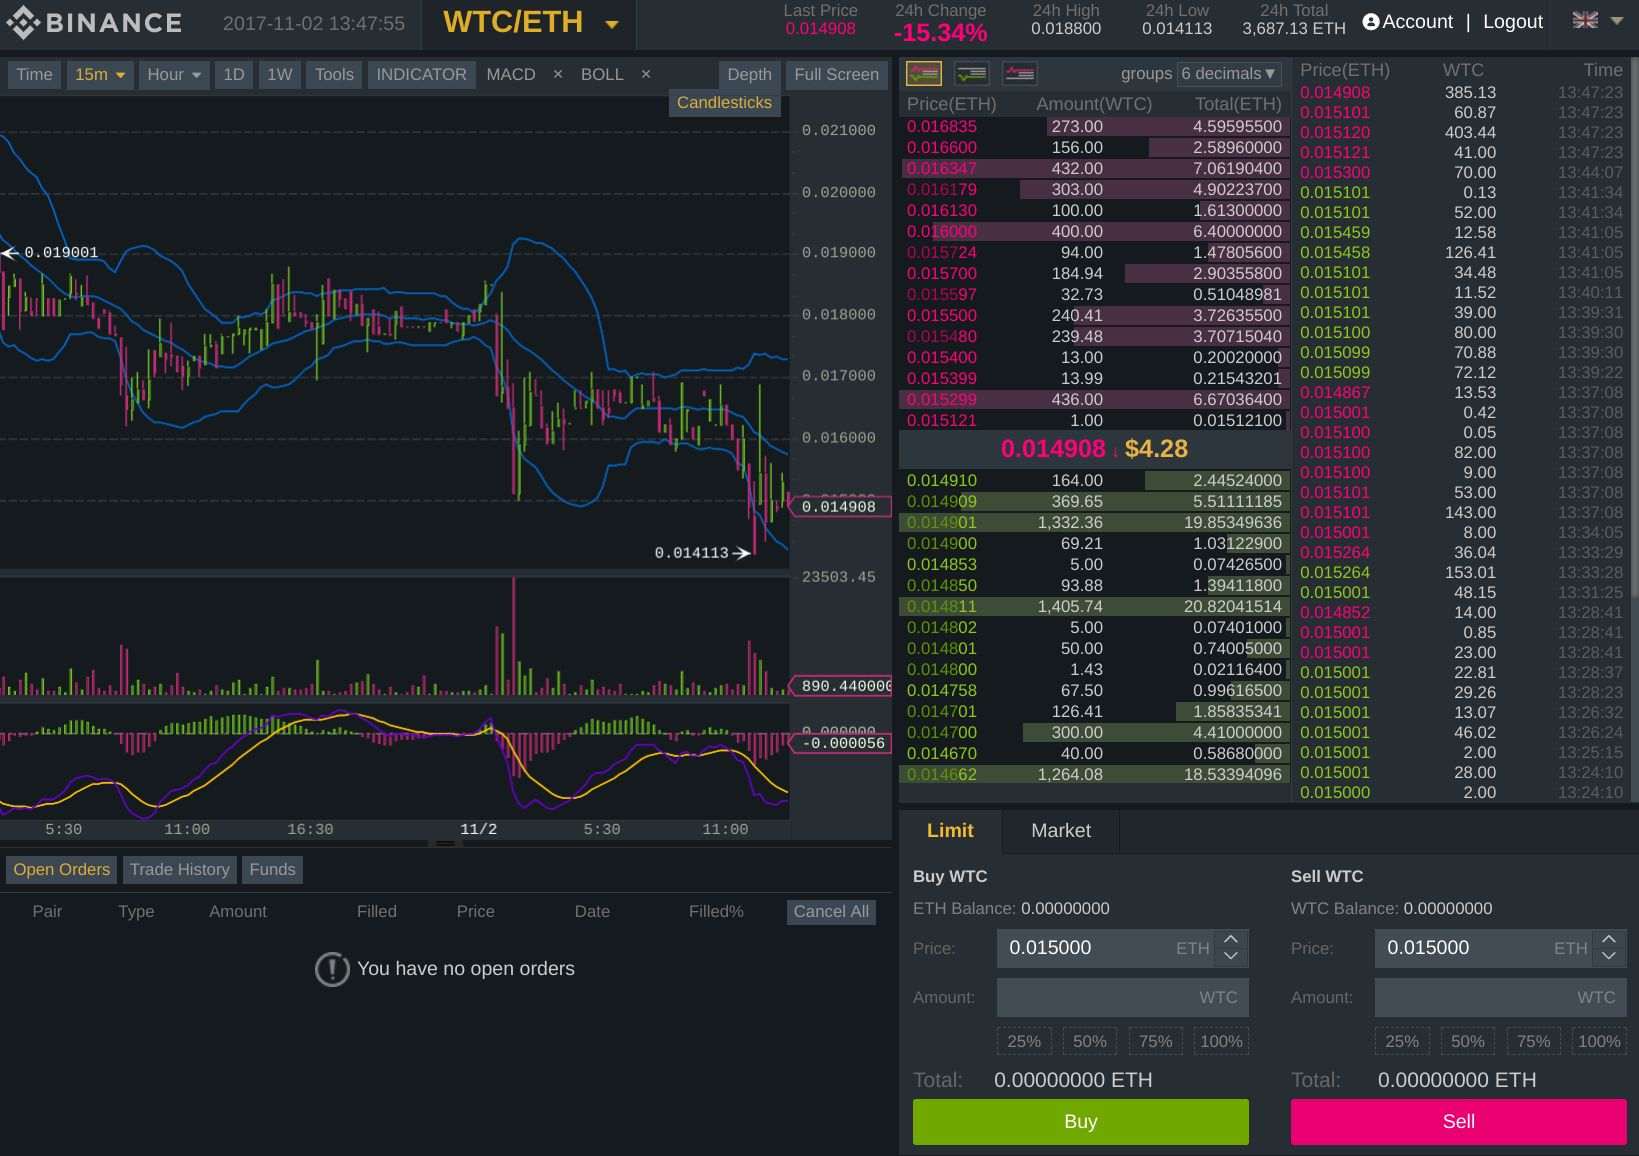 BINANCE 2017-11-02 13:47:55 WTC/ETH
Last Price 24h Change 24h High 24h Low 24h Total
0.014908 -15.34% 0.018800 0.014113 3,687.13 ETH
Account | Logout
Time 15m Hour 1D 1W Tools INDICATOR MACD × BOLL × Depth Full Screen
Candlesticks
0.021000
0.020000
0.019001
0.019000
0.018000
0.017000
0.016000
0.014908
0.014113
23503.45
890.440000
0.000000
-0.000056
5:30 11:00 16:30 11/2 5:30 11:00
Open Orders Trade History Funds
Pair Type Amount Filled Price Date Filled% Cancel All
You have no open orders
groups 6 decimals
Price(ETH) Amount(WTC) Total(ETH)
0.016835 273.00 4.59595500
0.016600 156.00 2.58960000
0.016347 432.00 7.06190400
0.016179 303.00 4.90223700
0.016130 100.00 1.61300000
0.016000 400.00 6.40000000
0.015724 94.00 1.47805600
0.015700 184.94 2.90355800
0.015597 32.73 0.51048981
0.015500 240.41 3.72635500
0.015480 239.48 3.70715040
0.015400 13.00 0.20020000
0.015399 13.99 0.21543201
0.015299 436.00 6.67036400
0.015121 1.00 0.01512100
0.014908 ↓ $4.28
0.014910 164.00 2.44524000
0.014909 369.65 5.51111185
0.014901 1,332.36 19.85349636
0.014900 69.21 1.03122900
0.014853 5.00 0.07426500
0.014850 93.88 1.39411800
0.014811 1,405.74 20.82041514
0.014802 5.00 0.07401000
0.014801 50.00 0.74005000
0.014800 1.43 0.02116400
0.014758 67.50 0.99616500
0.014701 126.41 1.85835341
0.014700 300.00 4.41000000
0.014670 40.00 0.58680000
0.014662 1,264.08 18.53394096
Price(ETH) WTC Time
0.014908 385.13 13:47:23
0.015101 60.87 13:47:23
0.015120 403.44 13:47:23
0.015121 41.00 13:47:23
0.015300 70.00 13:44:07
0.015101 0.13 13:41:34
0.015101 52.00 13:41:34
0.015459 12.58 13:41:05
0.015458 126.41 13:41:05
0.015101 34.48 13:41:05
0.015101 11.52 13:40:11
0.015101 39.00 13:39:31
0.015100 80.00 13:39:30
0.015099 70.88 13:39:30
0.015099 72.12 13:39:22
0.014867 13.53 13:37:08
0.015001 0.42 13:37:08
0.015100 0.05 13:37:08
0.015100 82.00 13:37:08
0.015100 9.00 13:37:08
0.015101 53.00 13:37:08
0.015101 143.00 13:37:08
0.015001 8.00 13:34:05
0.015264 36.04 13:33:29
0.015264 153.01 13:33:28
0.015001 48.15 13:31:25
0.014852 14.00 13:28:41
0.015001 0.85 13:28:41
0.015001 23.00 13:28:41
0.015001 22.81 13:28:37
0.015001 29.26 13:28:23
0.015001 13.07 13:26:32
0.015001 46.02 13:26:24
0.015001 2.00 13:25:15
0.015001 28.00 13:24:10
0.015000 2.00 13:24:10
Limit Market
Buy WTC
ETH Balance: 0.00000000
Price: 0.015000 ETH
Amount: WTC
25% 50% 75% 100%
Total: 0.00000000 ETH
Buy
Sell WTC
WTC Balance: 0.00000000
Price: 0.015000 ETH
Amount: WTC
25% 50% 75% 100%
Total: 0.00000000 ETH
Sell